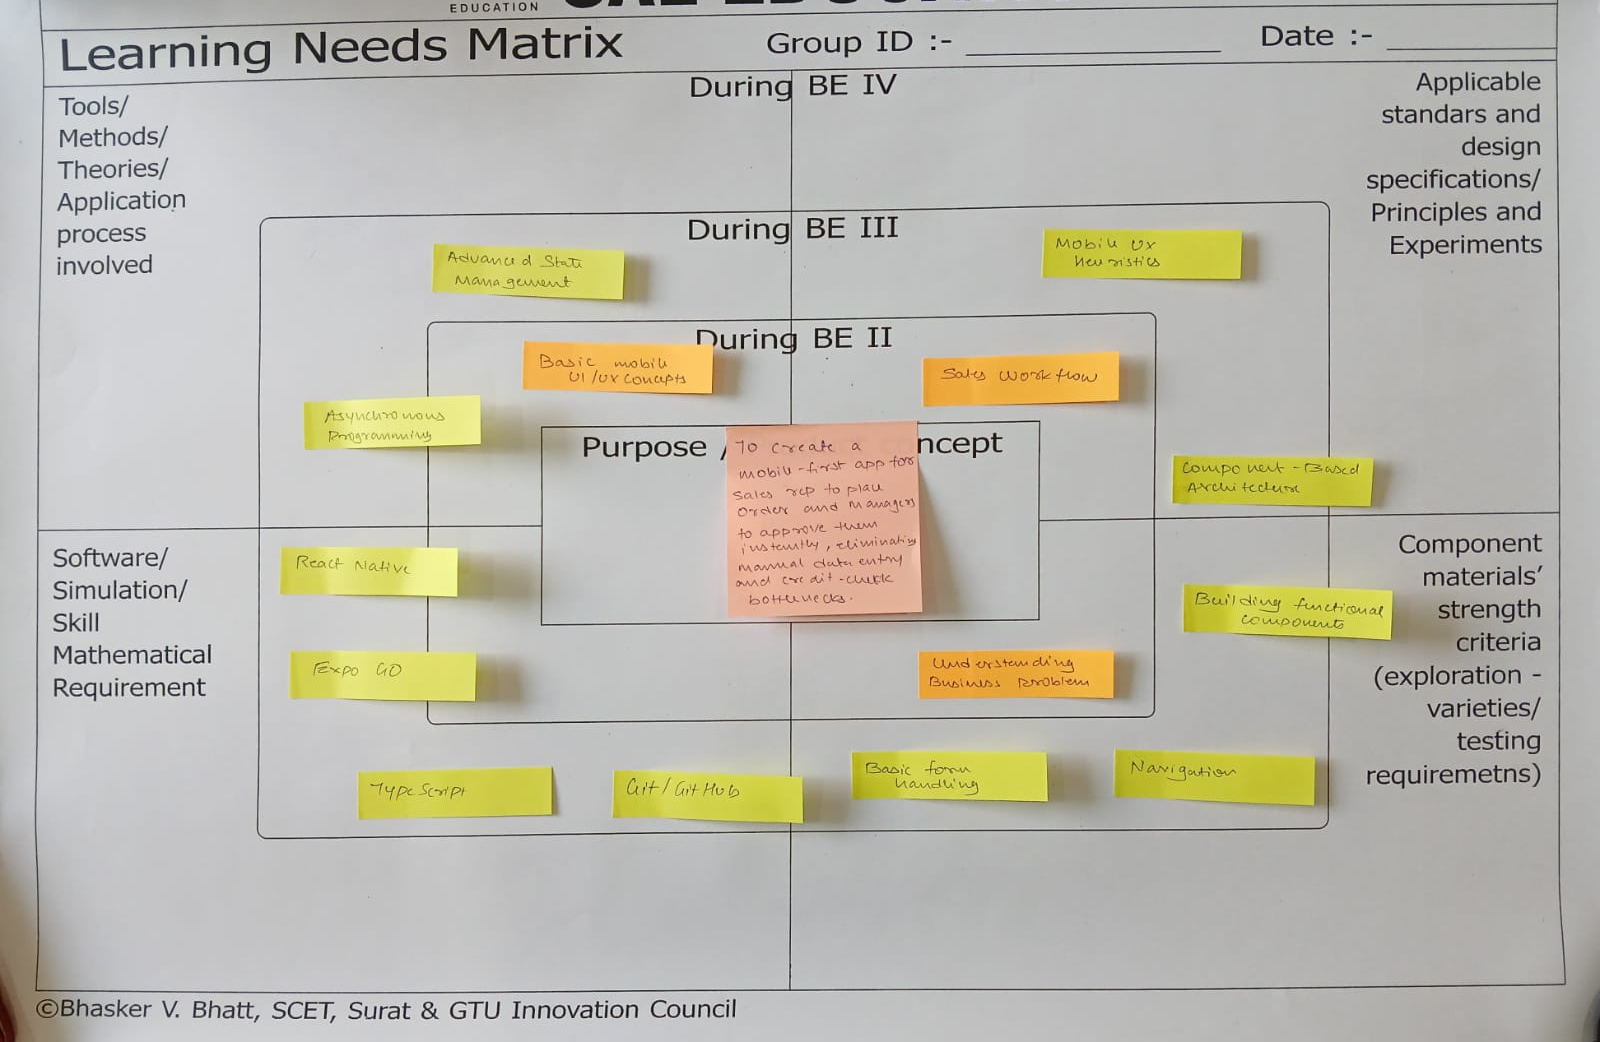 EDUCATION
Learning Needs Matrix
Group ID :-
Date :-
During BE IV
Tools/
Methods/
Theories/
Application
process
involved
Applicable
standars and
design
specifications/
Principles and
Experiments
During BE III
Advanced State
Management
Mobile UX
Heuristics
During BE II
Basic mobile
UI/UX concepts
Sales Workflow
Asynchronous
Programming
Purpose /
ncept
To create a
mobile-first app for
sales rep to
order and managers
to approve them
instantly, eliminating
manual data entry
and credit-check
bottlenecks.
Component-Based
Architecture
Software/
Simulation/
Skill
Mathematical
Requirement
React Native
Expo GO
Component
materials'
strength
criteria
(exploration -
varieties/
testing
requiremetns)
Building functional
components
Understanding
Business Problem
TypeScript
Git/GitHub
Basic form
handling
Navigation
©Bhasker V. Bhatt, SCET, Surat & GTU Innovation Council